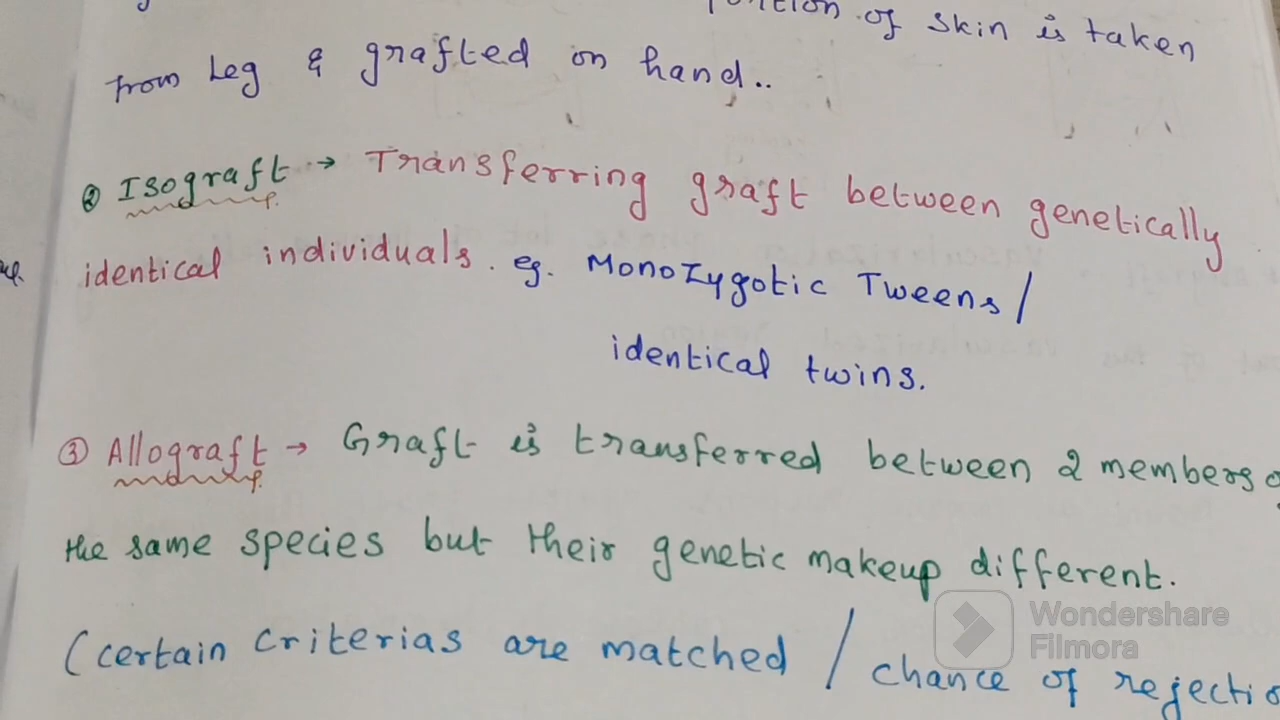 of skin is taken
from Leg & grafted on hand..
② Isograft → Transferring graft between genetically
identical individuals. eg. MonoZygotic Tweens /
identical twins.
③ Allograft → Graft is transferred between 2 members
the same species but their genetic makeup different.
(certain criterias are matched / chance of rejectio
Wondershare
Filmora